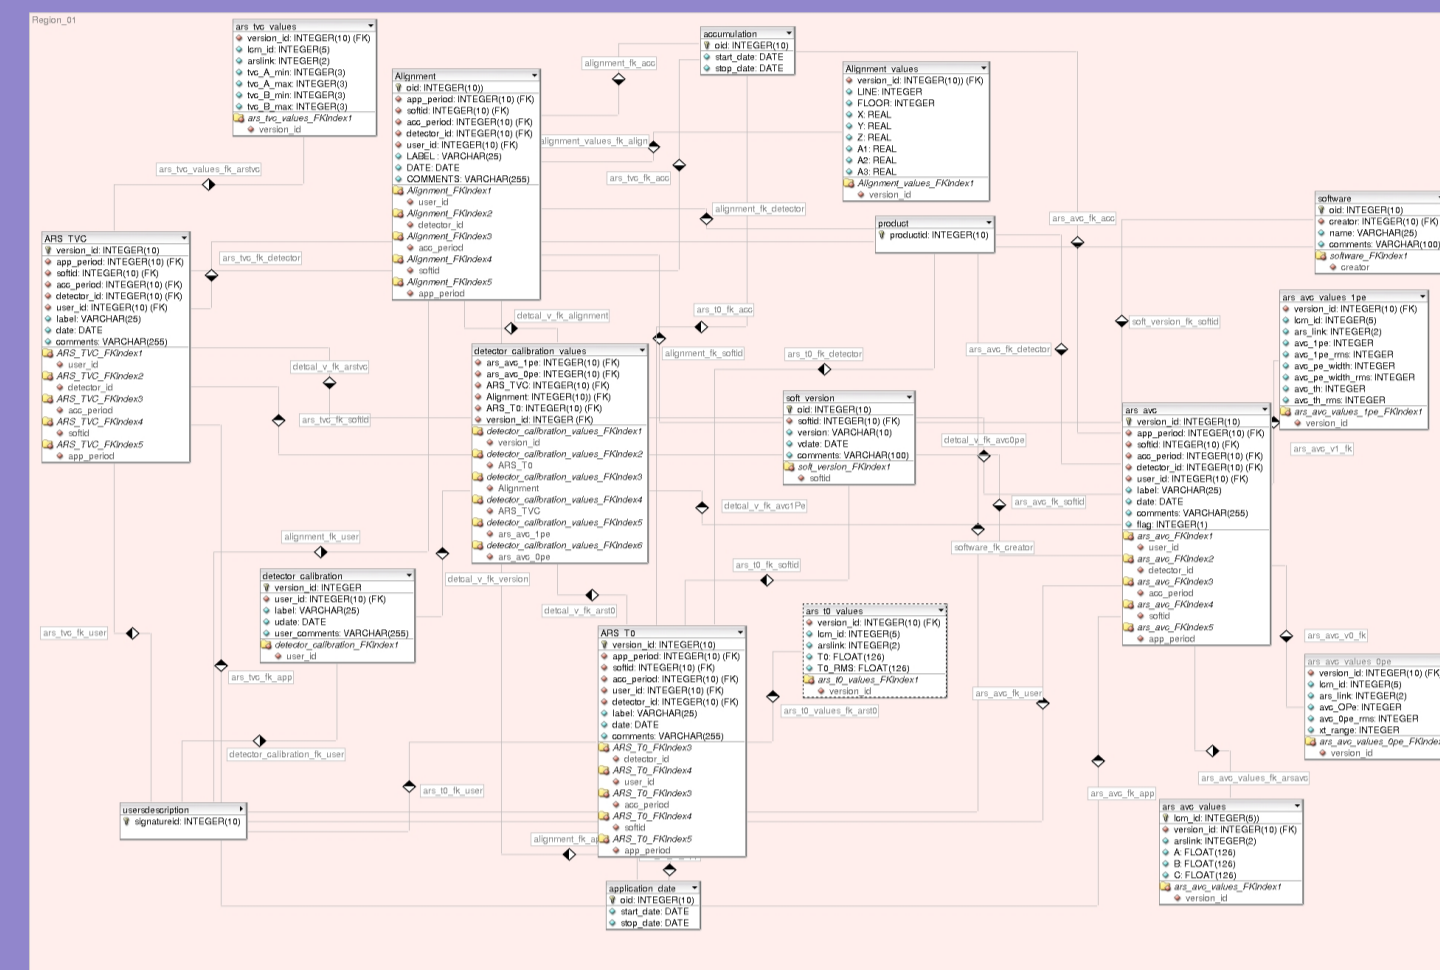 Region_01
ars_tvc_values
version_id: INTEGER(10) (FK)
lcm_id: INTEGER(5)
arslink: INTEGER(2)
tvc_A_min: INTEGER(3)
tvc_A_max: INTEGER(3)
tvc_B_min: INTEGER(3)
tvc_B_max: INTEGER(3)
ars_tvc_values_FKIndex1
version_id
Alignment
oid: INTEGER(10))
app_period: INTEGER(10) (FK)
softid: INTEGER(10) (FK)
acc_period: INTEGER(10) (FK)
detector_id: INTEGER(10) (FK)
user_id: INTEGER(10) (FK)
LABEL : VARCHAR(25)
DATE: DATE
COMMENTS: VARCHAR(255)
Alignment_FKIndex1
user_id
Alignment_FKIndex2
detector_id
Alignment_FKIndex3
acc_period
Alignment_FKIndex4
softid
Alignment_FKIndex5
app_period
accumulation
oid: INTEGER(10)
start_date: DATE
stop_date: DATE
Alignment_values
version_id: INTEGER(10)) (FK)
LINE: INTEGER
FLOOR: INTEGER
X: REAL
Y: REAL
Z: REAL
A1: REAL
A2: REAL
A3: REAL
Alignment_values_FKIndex1
version_id
alignment_fk_acc
alignment_values_fk_align
ars_tvc_fk_acc
alignment_fk_detector
ars_tvc_values_fk_arstvc
product
productid: INTEGER(10)
ars_avc_fk_acc
software
oid: INTEGER(10)
creator: INTEGER(10) (FK)
name: VARCHAR(25)
comments: VARCHAR(100)
software_FKIndex1
creator
ARS_TVC
version_id: INTEGER(10)
app_period: INTEGER(10) (FK)
softid: INTEGER(10) (FK)
acc_period: INTEGER(10) (FK)
detector_id: INTEGER(10) (FK)
user_id: INTEGER(10) (FK)
label: VARCHAR(25)
date: DATE
comments: VARCHAR(255)
ARS_TVC_FKIndex1
user_id
ARS_TVC_FKIndex2
detector_id
ARS_TVC_FKIndex3
acc_period
ARS_TVC_FKIndex4
softid
ARS_TVC_FKIndex5
app_period
ars_tvc_fk_detector
detcal_v_fk_alignment
ars_t0_fk_acc
soft_version_fk_softid
ars_avc_values_1pe
version_id: INTEGER(10) (FK)
lcm_id: INTEGER(5)
ars_link: INTEGER(2)
avc_1pe: INTEGER
avc_1pe_rms: INTEGER
avc_pe_width: INTEGER
avc_pe_width_rms: INTEGER
avc_th: INTEGER
avc_th_rms: INTEGER
ars_avc_values_1pe_FKIndex1
version_id
detcal_v_fk_arstvc
ars_tvc_fk_softid
alignment_fk_softid
ars_t0_fk_detector
ars_avc_fk_detector
detector_calibration_values
ars_avc_1pe: INTEGER(10) (FK)
ars_avc_0pe: INTEGER(10) (FK)
ARS_TVC: INTEGER(10) (FK)
Alignment: INTEGER(10)) (FK)
ARS_T0: INTEGER(10) (FK)
version_id: INTEGER (FK)
detector_calibration_values_FKIndex1
version_id
detector_calibration_values_FKIndex2
ARS_T0
detector_calibration_values_FKIndex3
Alignment
detector_calibration_values_FKIndex4
ARS_TVC
detector_calibration_values_FKIndex5
ars_avc_1pe
detector_calibration_values_FKIndex6
ars_avc_0pe
soft_version
oid: INTEGER(10)
softid: INTEGER(10) (FK)
version: VARCHAR(10)
vdate: DATE
comments: VARCHAR(100)
soft_version_FKIndex1
softid
detcal_v_fk_avc0pe
ars_avc_v1_fk
ars_avc
version_id: INTEGER(10)
app_period: INTEGER(10) (FK)
softid: INTEGER(10) (FK)
acc_period: INTEGER(10) (FK)
detector_id: INTEGER(10) (FK)
user_id: INTEGER(10) (FK)
label: VARCHAR(25)
date: DATE
comments: VARCHAR(255)
flag: INTEGER(1)
ars_avc_FKIndex1
user_id
ars_avc_FKIndex2
detector_id
ars_avc_FKIndex3
acc_period
ars_avc_FKIndex4
softid
ars_avc_FKIndex5
app_period
detcal_v_fk_avc1Pe
ars_avc_fk_softid
software_fk_creator
alignment_fk_user
detcal_v_fk_version
ars_t0_fk_softid
detcal_v_fk_arst0
detector_calibration
version_id: INTEGER
user_id: INTEGER(10) (FK)
label: VARCHAR(25)
udate: DATE
user_comments: VARCHAR(255)
detector_calibration_FKIndex1
user_id
ars_tvc_fk_user
ars_tvc_fk_app
ars_t0_values
version_id: INTEGER(10) (FK)
lcm_id: INTEGER(5)
arslink: INTEGER(2)
T0: FLOAT(126)
T0_RMS: FLOAT(126)
ars_t0_values_FKIndex1
version_id
ars_t0_values_fk_arst0
ARS_T0
version_id: INTEGER(10)
app_period: INTEGER(10) (FK)
softid: INTEGER(10) (FK)
acc_period: INTEGER(10) (FK)
user_id: INTEGER(10) (FK)
detector_id: INTEGER(10) (FK)
label: VARCHAR(25)
date: DATE
comments: VARCHAR(255)
ARS_T0_FKIndex3
detector_id
ARS_T0_FKIndex4
user_id
ARS_T0_FKIndex3
acc_period
ARS_T0_FKIndex4
softid
ARS_T0_FKIndex5
app_period
ars_avc_v0_fk
ars_avc_values_0pe
version_id: INTEGER(10) (FK)
lcm_id: INTEGER(5)
ars_link: INTEGER(2)
avc_OPe: INTEGER
avc_0pe_rms: INTEGER
xt_range: INTEGER
ars_avc_values_0pe_FKIndex
version_id
ars_avc_fk_user
detector_calibration_fk_user
ars_t0_fk_user
ars_avc_fk_app
ars_avc_values_fk_arsavc
usersdescription
signatureid: INTEGER(10)
alignment_fk_ap
application_date
oid: INTEGER(10)
start_date: DATE
stop_date: DATE
ars_avc_values
lcm_id: INTEGER(5))
version_id: INTEGER(10) (FK)
arslink: INTEGER(2)
A: FLOAT(126)
B: FLOAT(126)
C: FLOAT(126)
ars_avc_values_FKIndex1
version_id